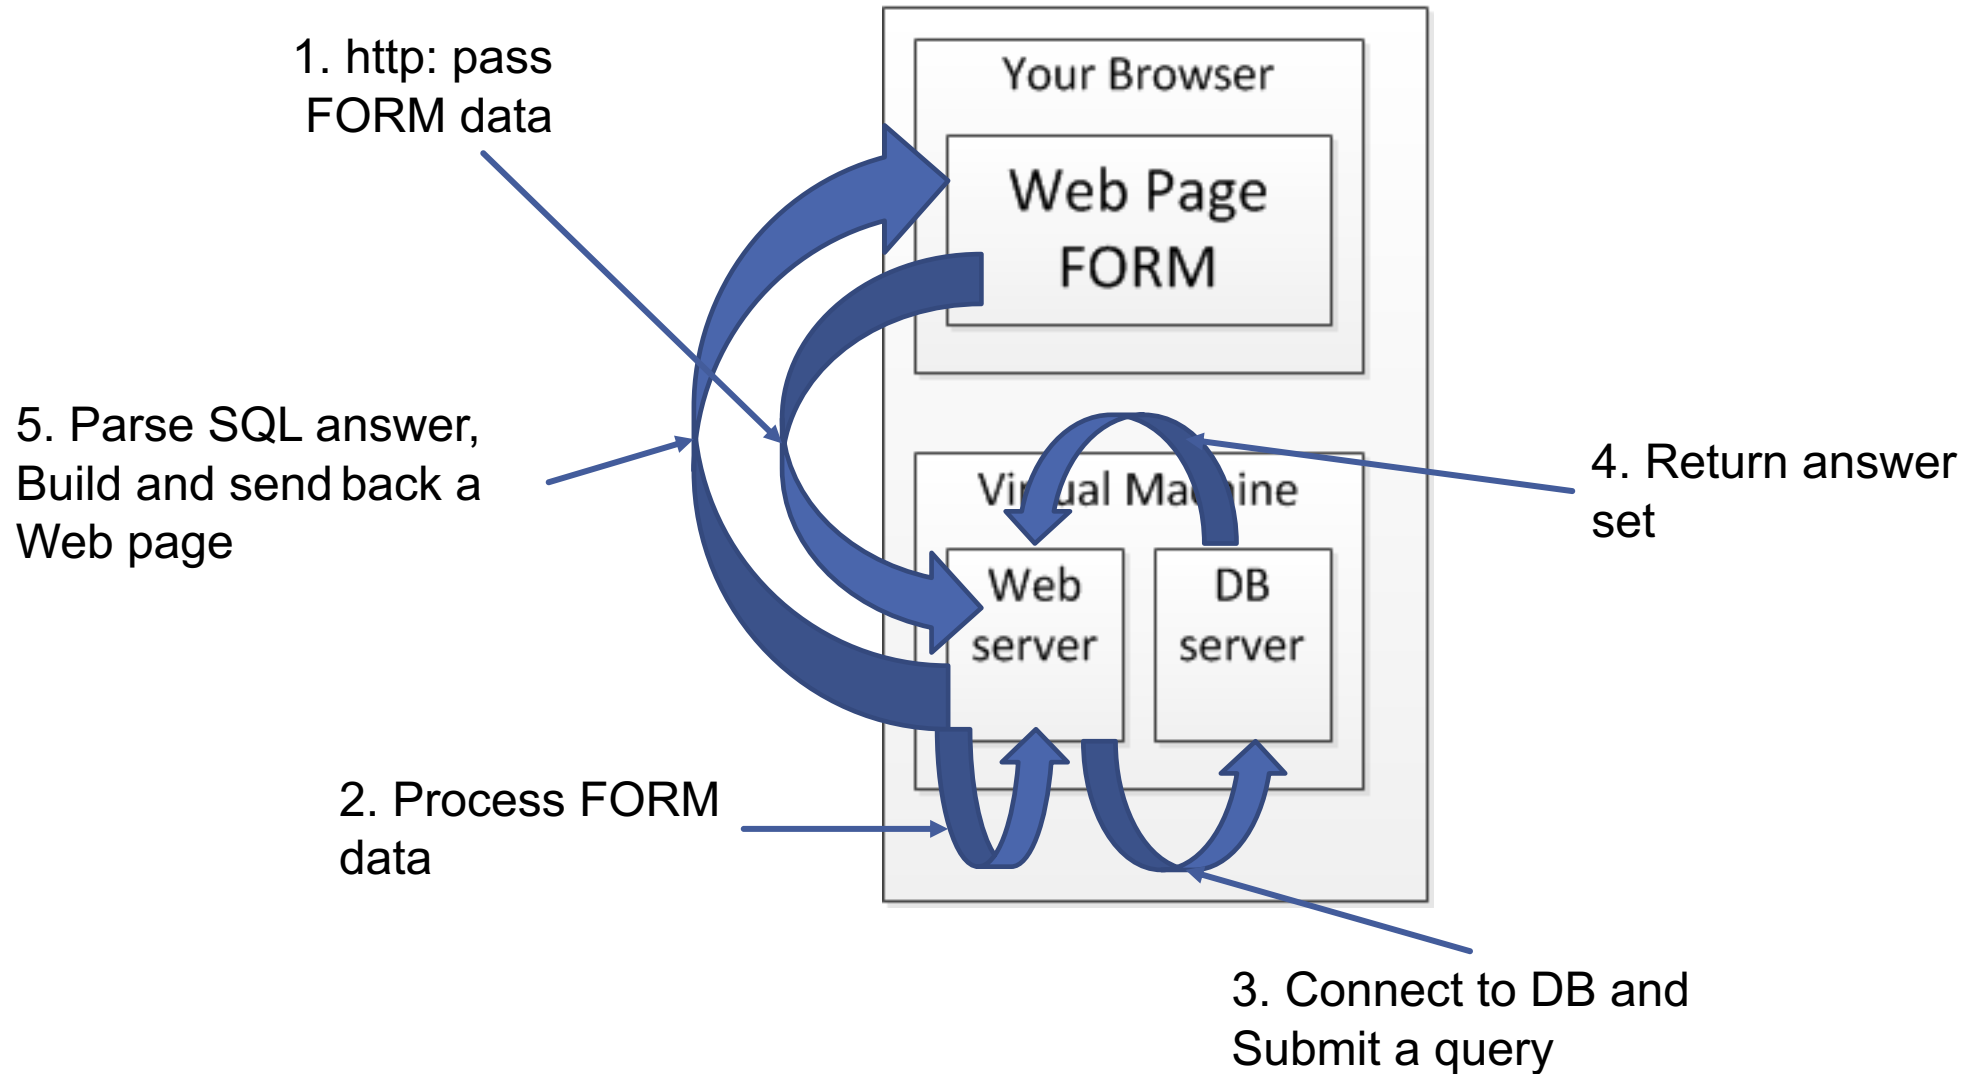 1. http: pass
FORM data
Your Browser
Web Page
FORM
5. Parse SQL answer,
Build and send back a
Web page
4. Return answer
set
Virtual Machine
Web
server
DB
server
2. Process FORM
data
3. Connect to DB and
Submit a query